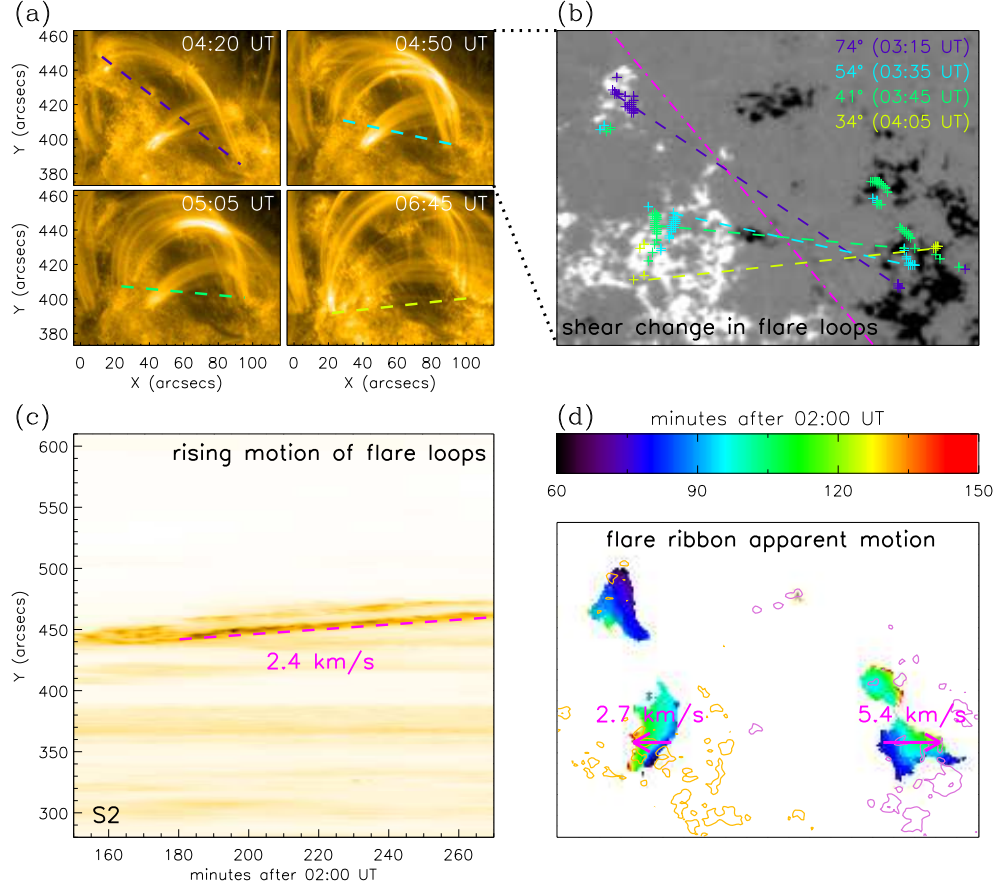 (a)
(b)
04:20 UT
04:50 UT
05:05 UT
06:45 UT
Y (arcsecs)
460
440
420
400
380
360
Y (arcsecs)
460
440
420
400
380
0 20 40 60 80 100
0 20 40 60 80 100
X (arcsecs)
X (arcsecs)
74° (03:15 UT)
54° (03:35 UT)
41° (03:45 UT)
34° (04:05 UT)
shear change in flare loops
(c)
(d)
rising motion of flare loops
2.4 km/s
S2
Y (arcsecs)
600
550
500
450
400
350
300
160 180 200 220 240 260
minutes after 02:00 UT
minutes after 02:00 UT
60 90 120 150
flare ribbon apparent motion
2.7 km/s
5.4 km/s